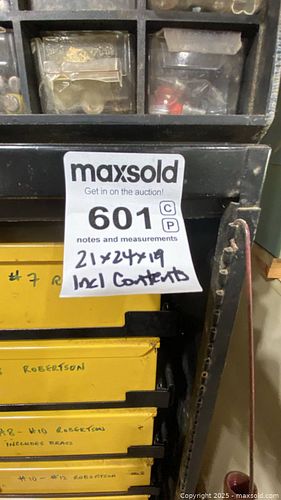 maxsold
Get in on the auction!
601 C
P
notes and measurements
21x24x19
Incl Contents
#7 R
ROBERTSON
#8 - #10 ROBERTSON
INCLUDES BRASS
#10 - #12 ROBERTSON
Copyright © 2025 - maxsold.com